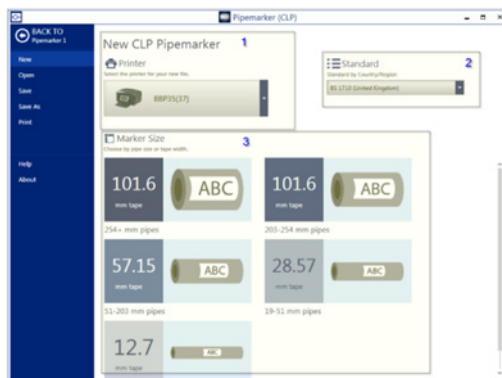 Pipemarker (CLP)
BACK TO
Pipemarker 1
New
Open
Save
Save As
Print
Help
About
New CLP Pipemarker
1
Printer
Select the printer for your new file.
BBP35(37)
Standard
2
Standard by Country/Region
BS 1710 (United Kingdom)
Marker Size
3
Choose by pipe size or tape width.
101.6
mm tape
ABC
254+ mm pipes
101.6
mm tape
ABC
203-254 mm pipes
57.15
mm tape
ABC
51-203 mm pipes
28.57
mm tape
ABC
19-51 mm pipes
12.7
mm tape
ABC